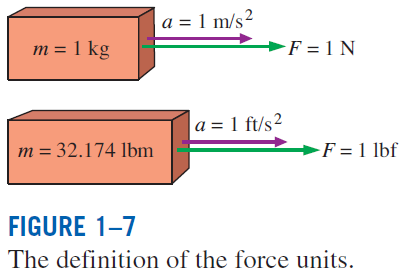 a = 1 m/s²
m = 1 kg
F = 1 N
a = 1 ft/s²
m = 32.174 lbm
F = 1 lbf
FIGURE 1–7
The definition of the force units.